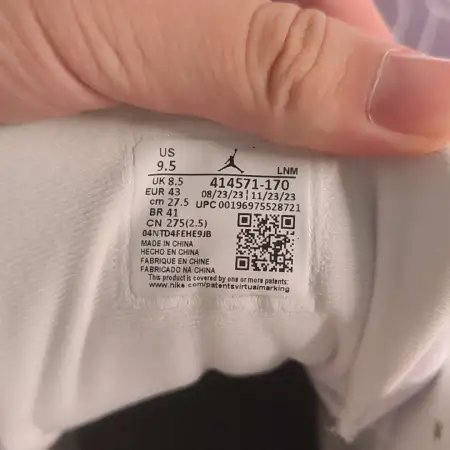 US
9.5
LNM
UK 8.5
414571-170
EUR 43
08/23/23 | 11/23/23
cm 27.5
UPC 00196975528721
BR 41
CN 275(2.5)
04NTD4FEHE9JB
MADE IN CHINA
HECHO EN CHINA
FABRIQUE EN CHINE
FABRICADO NA CHINA
This product is covered by one or more patents:
www.nike.com/patentsvirtualmarking